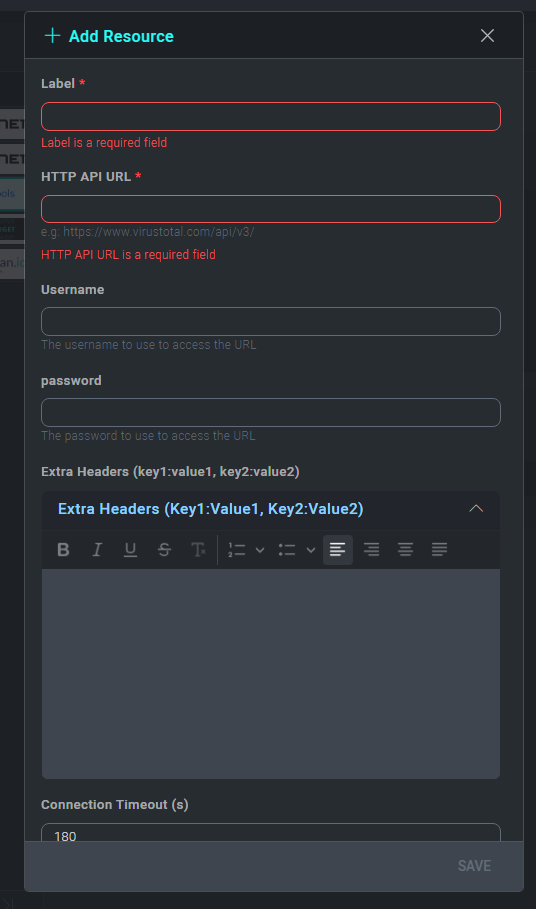 Add Resource
Label *
Label is a required field
HTTP API URL *
e.g: https://www.virustotal.com/api/v3/
HTTP API URL is a required field
Username
The username to use to access the URL
password
The password to use to access the URL
Extra Headers (key1:value1, key2:value2)
Extra Headers (Key1:Value1, Key2:Value2)
Connection Timeout (s)
180
SAVE